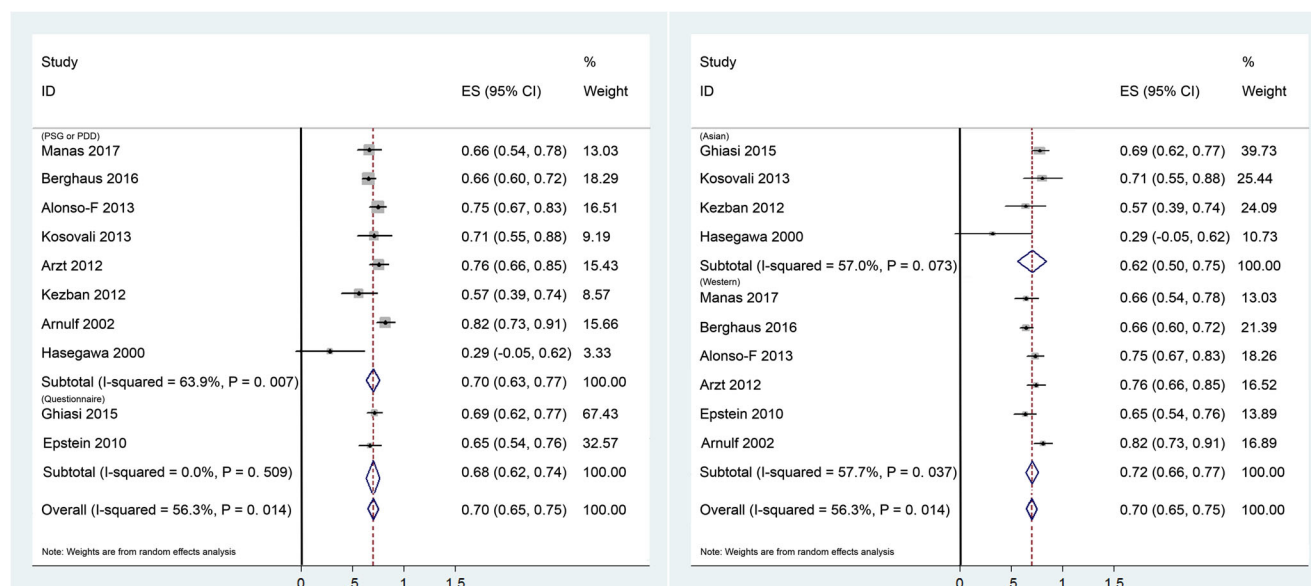 Study %
ID ES (95% CI) Weight
(PSG or PDD)
Manas 2017 0.66 (0.54, 0.78) 13.03
Berghaus 2016 0.66 (0.60, 0.72) 18.29
Alonso-F 2013 0.75 (0.67, 0.83) 16.51
Kosovali 2013 0.71 (0.55, 0.88) 9.19
Arzt 2012 0.76 (0.66, 0.85) 15.43
Kezban 2012 0.57 (0.39, 0.74) 8.57
Arnulf 2002 0.82 (0.73, 0.91) 15.66
Hasegawa 2000 0.29 (-0.05, 0.62) 3.33
Subtotal (I-squared = 63.9%, P = 0. 007) 0.70 (0.63, 0.77) 100.00
(Questionnaire)
Ghiasi 2015 0.69 (0.62, 0.77) 67.43
Epstein 2010 0.65 (0.54, 0.76) 32.57
Subtotal (I-squared = 0.0%, P = 0. 509) 0.68 (0.62, 0.74) 100.00
Overall (I-squared = 56.3%, P = 0. 014) 0.70 (0.65, 0.75) 100.00
Note: Weights are from random effects analysis
0 .5 1 1.5
Study %
ID ES (95% CI) Weight
(Asian)
Ghiasi 2015 0.69 (0.62, 0.77) 39.73
Kosovali 2013 0.71 (0.55, 0.88) 25.44
Kezban 2012 0.57 (0.39, 0.74) 24.09
Hasegawa 2000 0.29 (-0.05, 0.62) 10.73
Subtotal (I-squared = 57.0%, P = 0. 073) 0.62 (0.50, 0.75) 100.00
(Western)
Manas 2017 0.66 (0.54, 0.78) 13.03
Berghaus 2016 0.66 (0.60, 0.72) 21.39
Alonso-F 2013 0.75 (0.67, 0.83) 18.26
Arzt 2012 0.76 (0.66, 0.85) 16.52
Epstein 2010 0.65 (0.54, 0.76) 13.89
Arnulf 2002 0.82 (0.73, 0.91) 16.89
Subtotal (I-squared = 57.7%, P = 0. 037) 0.72 (0.66, 0.77) 100.00
Overall (I-squared = 56.3%, P = 0. 014) 0.70 (0.65, 0.75) 100.00
Note: Weights are from random effects analysis
0 .5 1 1.5